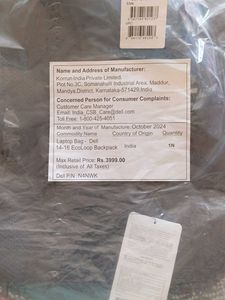 Name and Address of Manufacturer:
Korrun India Private Limited.
Plot No.3C, Somanahalli Industrial Area, Maddur,
Mandya District, Karnataka-571429, India
Concerned Person for Consumer Complaints:
Customer Care Manager
Email to: India_CSB_Care@dell.com
Toll Free: 1-800-425-4051
Month and Year of Manufacture: October 2024
Commodity Name Country of Origin Quantity
Laptop Bag - Dell
14-16 EcoLoop Backpack India 1N
Max Retail Price: Rs. 3999.00
(Inclusive of All Taxes)
Dell P/N: N4NWK